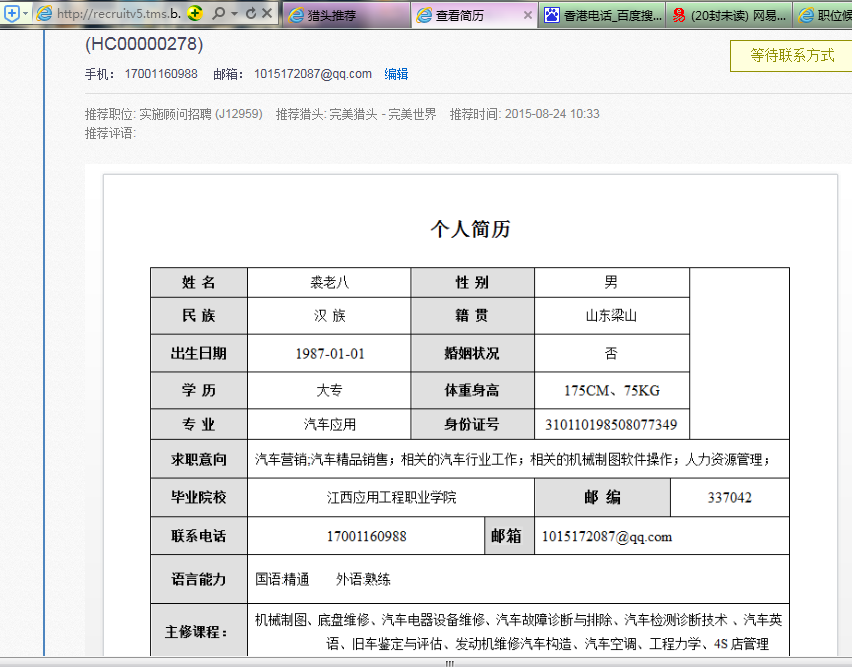 http://recruitv5.tms.b.
猎头推荐
查看简历
香港电话_百度搜...
(20封未读) 网易...
职位候
(HC00000278)
手机： 17001160988 邮箱： 1015172087@qq.com 编辑
等待联系方式
推荐职位: 实施顾问招聘 (J12959) 推荐猎头: 完美猎头 - 完美世界 推荐时间: 2015-08-24 10:33
推荐评语:
个人简历
姓 名 裘老八 性 别 男
民 族 汉 族 籍 贯 山东梁山
出生日期 1987-01-01 婚姻状况 否
学 历 大专 体重身高 175CM、75KG
专 业 汽车应用 身份证号 310110198508077349
求职意向 汽车营销;汽车精品销售；相关的汽车行业工作；相关的机械制图软件操作；人力资源管理；
毕业院校 江西应用工程职业学院 邮 编 337042
联系电话 17001160988 邮箱 1015172087@qq.com
语言能力 国语:精通 外语:熟练
主修课程： 机械制图、底盘维修、汽车电器设备维修、汽车故障诊断与排除、汽车检测诊断技术 、汽车英
语、旧车鉴定与评估、发动机维修汽车构造、汽车空调、工程力学、4S 店管理